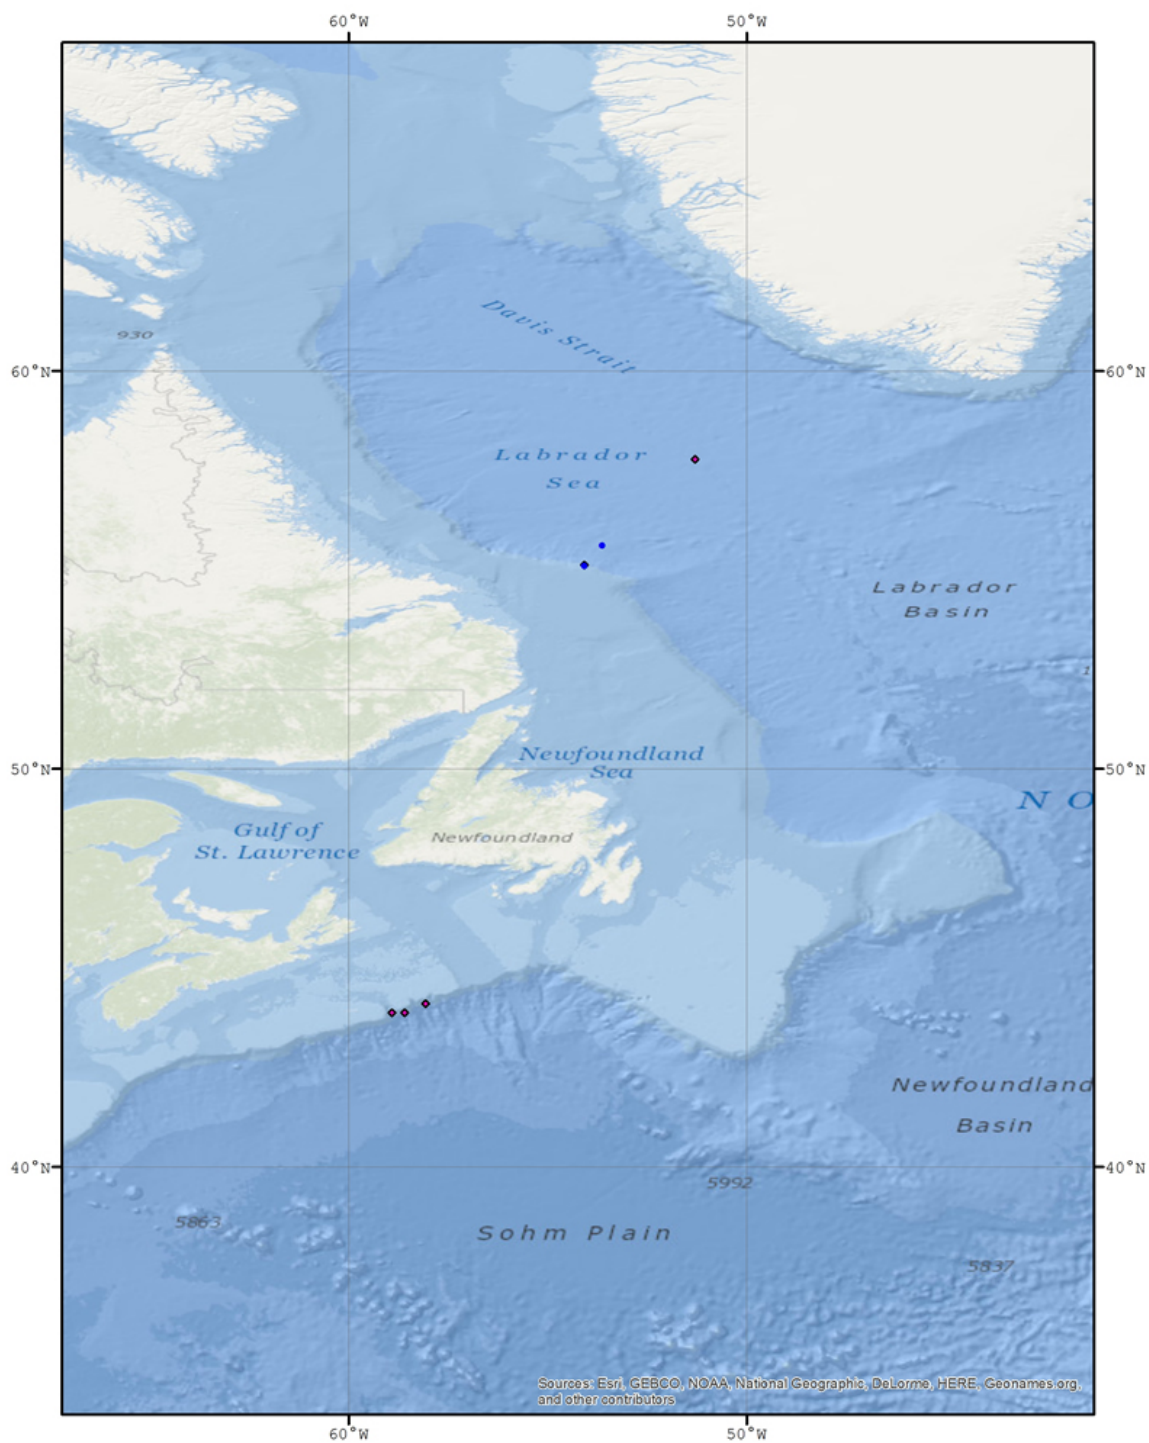 60°W 50°W
Davis Strait
930
60°N 60°N
Labrador
Sea
Labrador
Basin
1
Newfoundland
Sea
50°N 50°N
N O
Gulf of
St. Lawrence
Newfoundland
Newfoundland
Basin
40°N 40°N
5992
5863
Sohm Plain
5837
Sources: Esri, GEBCO, NOAA, National Geographic, DeLorme, HERE, Geonames.org,
and other contributors
60°W 50°W